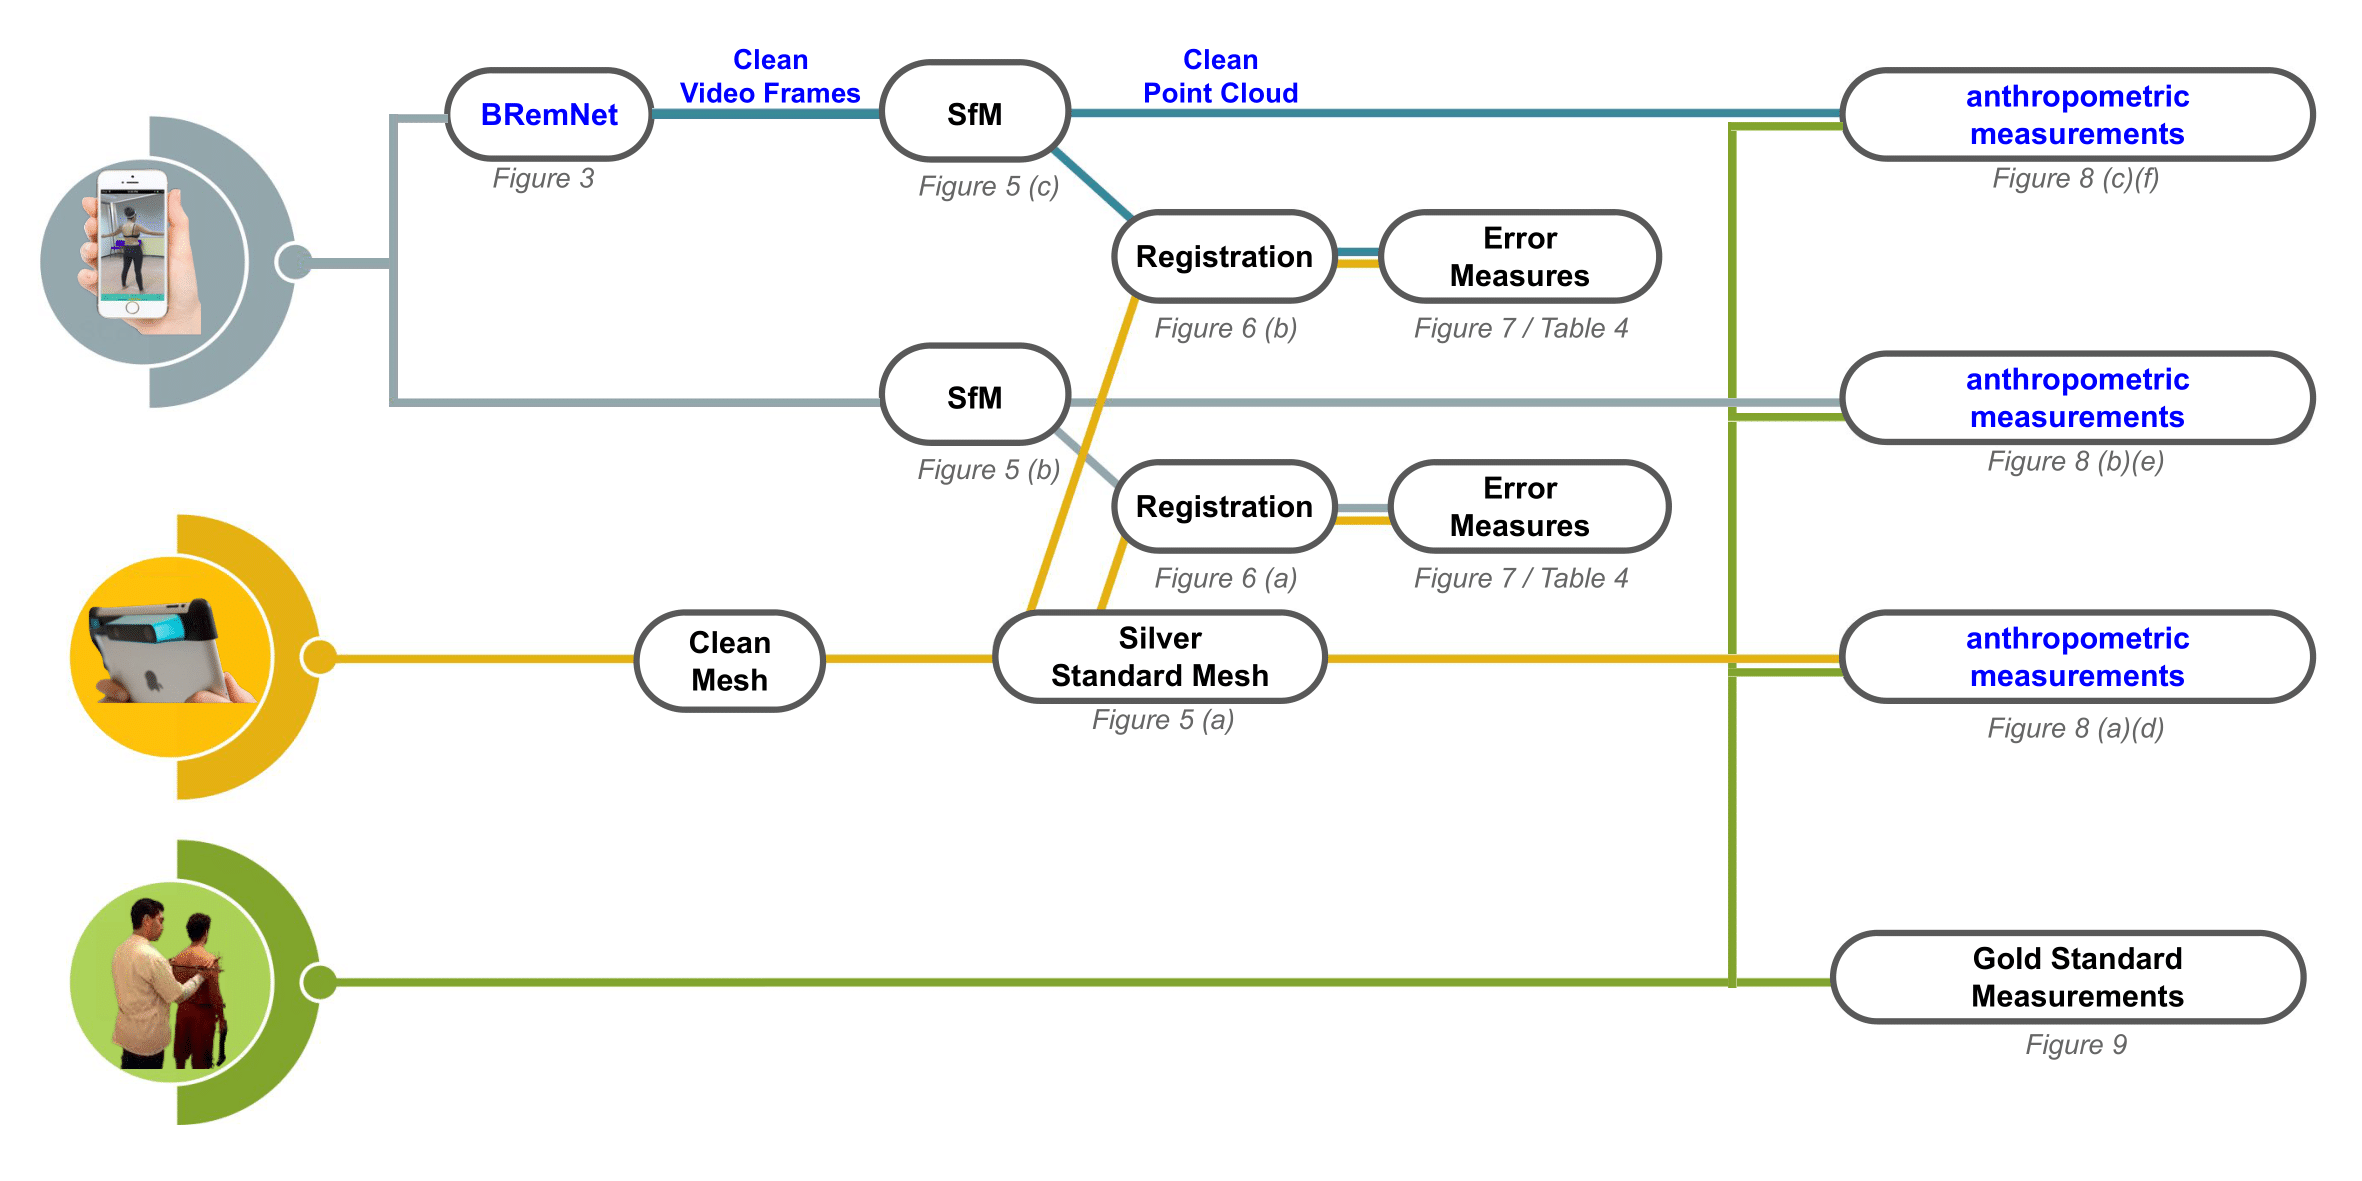 Clean
Video Frames
Clean
Point Cloud
BRemNet
SfM
anthropometric
measurements
Figure 3
Figure 5 (c)
Figure 8 (c)(f)
Registration
Error
Measures
Figure 6 (b)
Figure 7 / Table 4
SfM
anthropometric
measurements
Figure 5 (b)
Figure 8 (b)(e)
Registration
Error
Measures
Figure 6 (a)
Figure 7 / Table 4
Clean
Mesh
Silver
Standard Mesh
anthropometric
measurements
Figure 5 (a)
Figure 8 (a)(d)
Gold Standard
Measurements
Figure 9